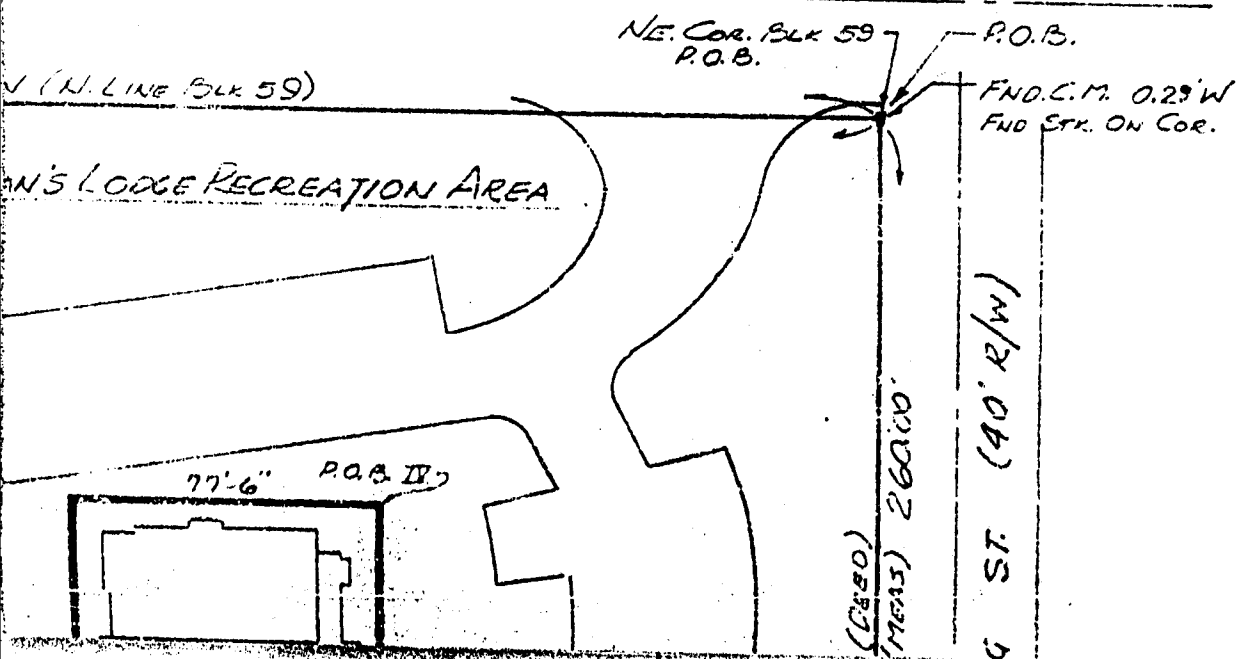 NE. COR. BLK 59
P.O.B.
P.O.B.
(N. LINE BLK 59)
FND. C.M. 0.29'W
FND STK. ON COR.
LODGE RECREATION AREA
77'-6"
P.O.B. IV
(MEAS) 260.00'
ST. (40' R/W)